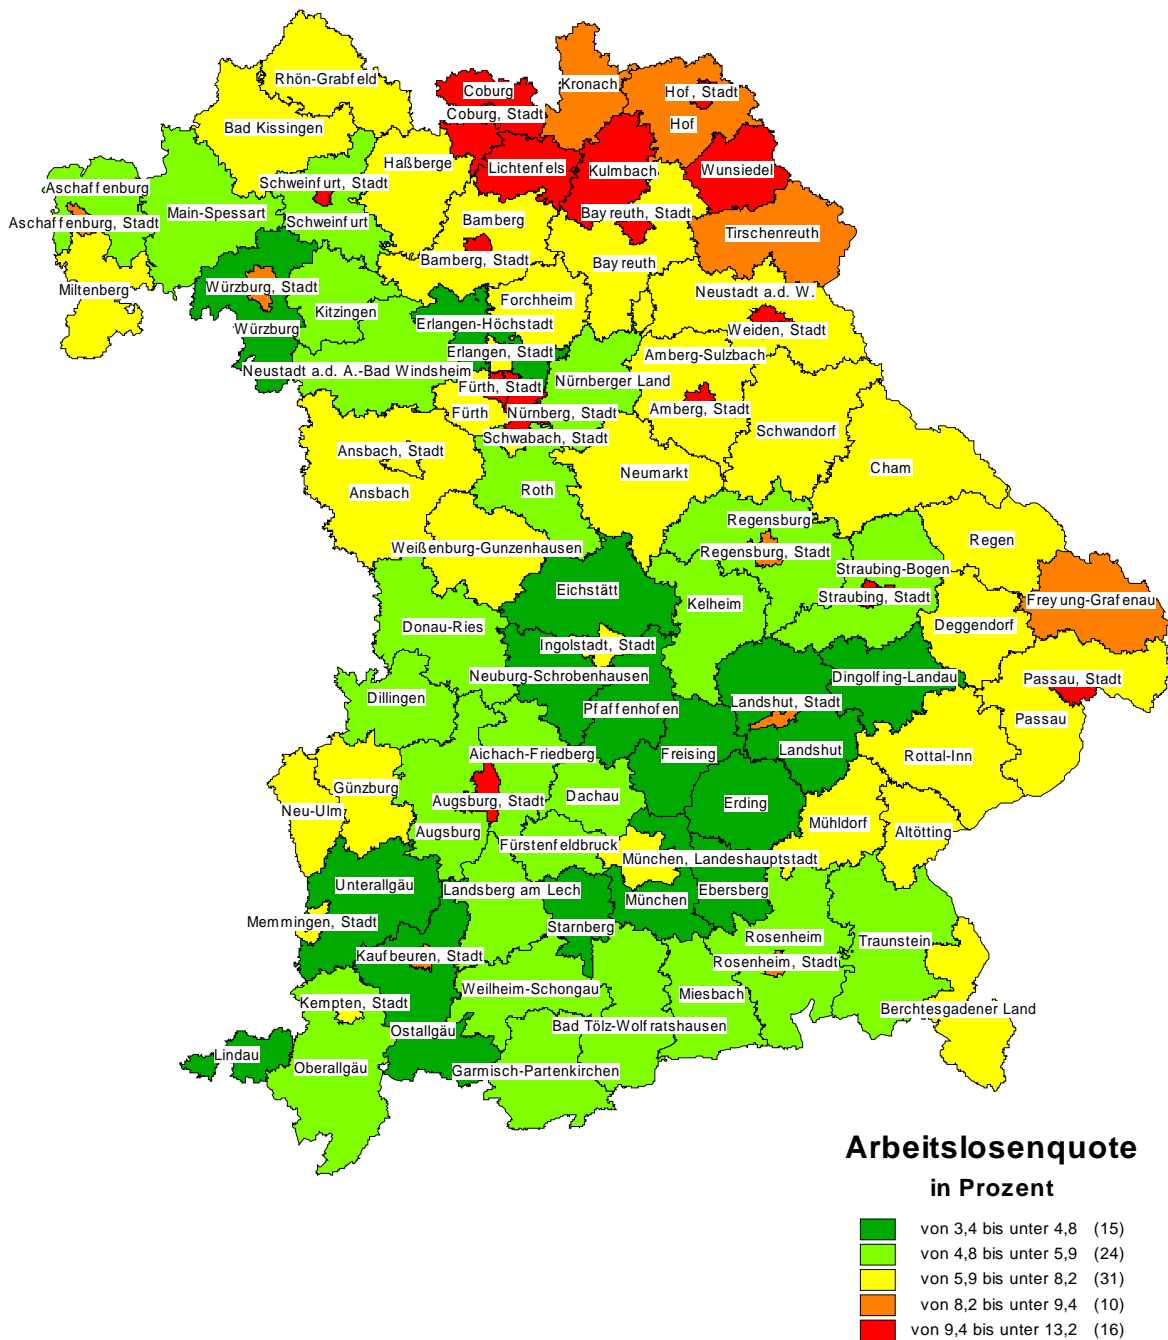 Rhön-Grabfeld
Kronach
Coburg
Hof, Stadt
Coburg, Stadt
Hof
Bad Kissingen
Haßberge
Lichtenfels
Kulmbach
Wunsiedel
Schweinfurt, Stadt
Aschaffenburg
Main-Spessart
Bamberg
Bayreuth, Stadt
Aschaffenburg, Stadt
Schweinfurt
Tirschenreuth
Bamberg, Stadt
Bayreuth
Würzburg, Stadt
Miltenberg
Neustadt a.d. W.
Forchheim
Kitzingen
Erlangen-Höchstadt
Würzburg
Weiden, Stadt
Erlangen, Stadt
Amberg-Sulzbach
Neustadt a.d. A.-Bad Windsheim
Nürnberger Land
Fürth, Stadt
Fürth
Nürnberg, Stadt
Amberg, Stadt
Schwandorf
Schwabach, Stadt
Ansbach, Stadt
Neumarkt
Cham
Ansbach
Roth
Regensburg
Weißenburg-Gunzenhausen
Regensburg, Stadt
Regen
Straubing-Bogen
Eichstätt
Straubing, Stadt
Freyung-Grafenau
Kelheim
Donau-Ries
Deggendorf
Ingolstadt, Stadt
Neuburg-Schrobenhausen
Dingolfing-Landau
Passau, Stadt
Dillingen
Landshut, Stadt
Pfaffenhofen
Passau
Aichach-Friedberg
Freising
Landshut
Rottal-Inn
Günzburg
Dachau
Augsburg, Stadt
Erding
Neu-Ulm
Mühldorf
Augsburg
Altötting
Fürstenfeldbruck
München, Landeshauptstadt
Unterallgäu
Landsberg am Lech
Ebersberg
München
Memmingen, Stadt
Starnberg
Rosenheim
Traunstein
Kaufbeuren, Stadt
Rosenheim, Stadt
Weilheim-Schongau
Miesbach
Kempten, Stadt
Berchtesgadener Land
Bad Tölz-Wolfratshausen
Ostallgäu
Lindau
Oberallgäu
Garmisch-Partenkirchen
Arbeitslosenquote
in Prozent
von 3,4 bis unter 4,8 (15)
von 4,8 bis unter 5,9 (24)
von 5,9 bis unter 8,2 (31)
von 8,2 bis unter 9,4 (10)
von 9,4 bis unter 13,2 (16)